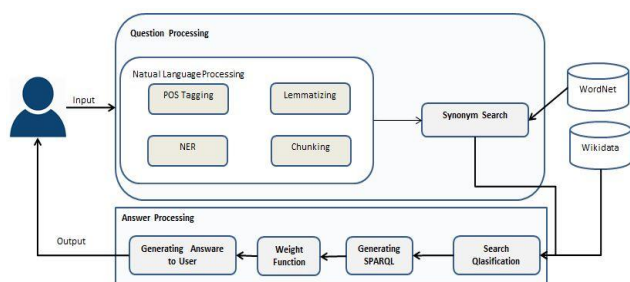 Question Processing
Natual Language Processing
POS Tagging
Lemmatizing
NER
Chunking
Input
Synonym Search
WordNet
Wikidata
Answer Processing
Output
Generating Answare
to User
Weight
Function
Generating
SPARQL
Search
Qlasification